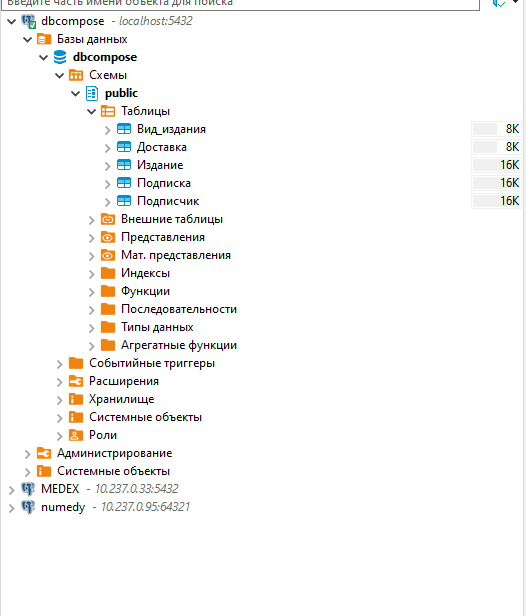 Введите часть имени объекта для поиска
dbcompose - localhost:5432
Базы данных
dbcompose
Схемы
public
Таблицы
Вид_издания 8K
Доставка 8K
Издание 16K
Подписка 16K
Подписчик 16K
Внешние таблицы
Представления
Мат. представления
Индексы
Функции
Последовательности
Типы данных
Агрегатные функции
Событийные триггеры
Расширения
Хранилище
Системные объекты
Роли
Администрирование
Системные объекты
MEDEX - 10.237.0.33:5432
numedy - 10.237.0.95:64321